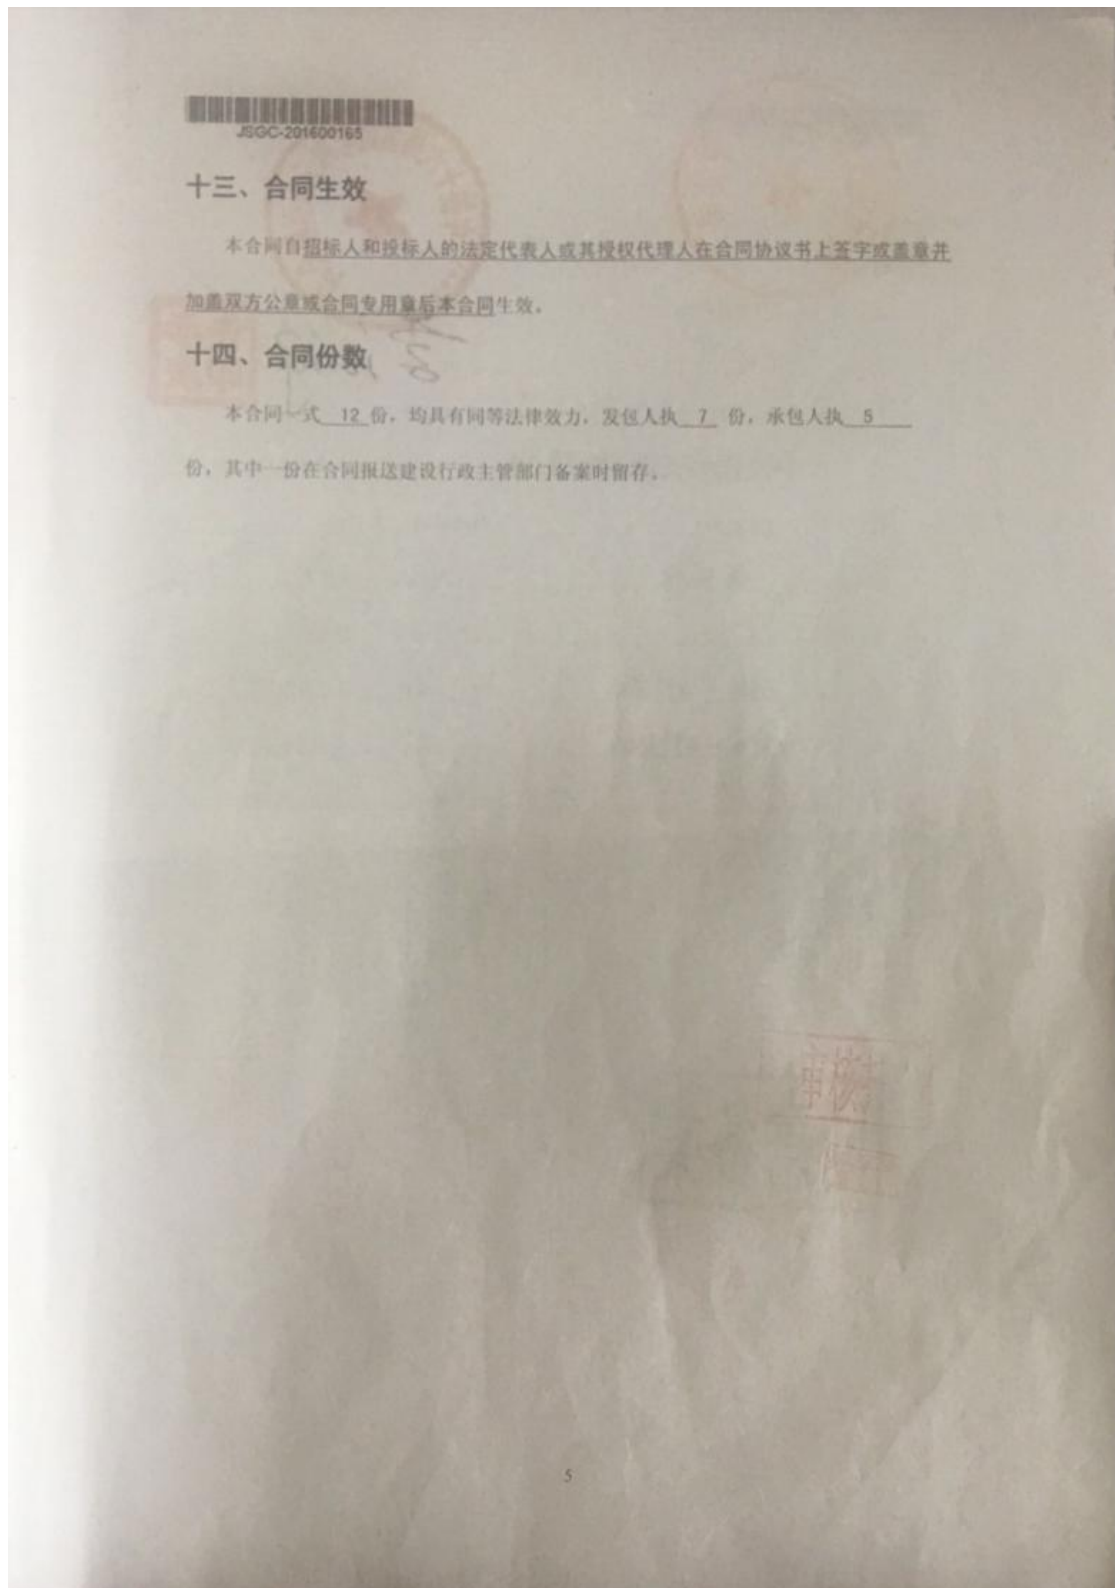 JSGC-201600165
十三、合同生效
本合同自招标人和投标人的法定代表人或其授权代理人在合同协议书上签字或盖章并
加盖双方公章或合同专用章后本合同生效。
十四、合同份数
本合同一式 12 份，均具有同等法律效力，发包人执 7 份，承包人执 5
份，其中一份在合同报送建设行政主管部门备案时留存。
审核
5